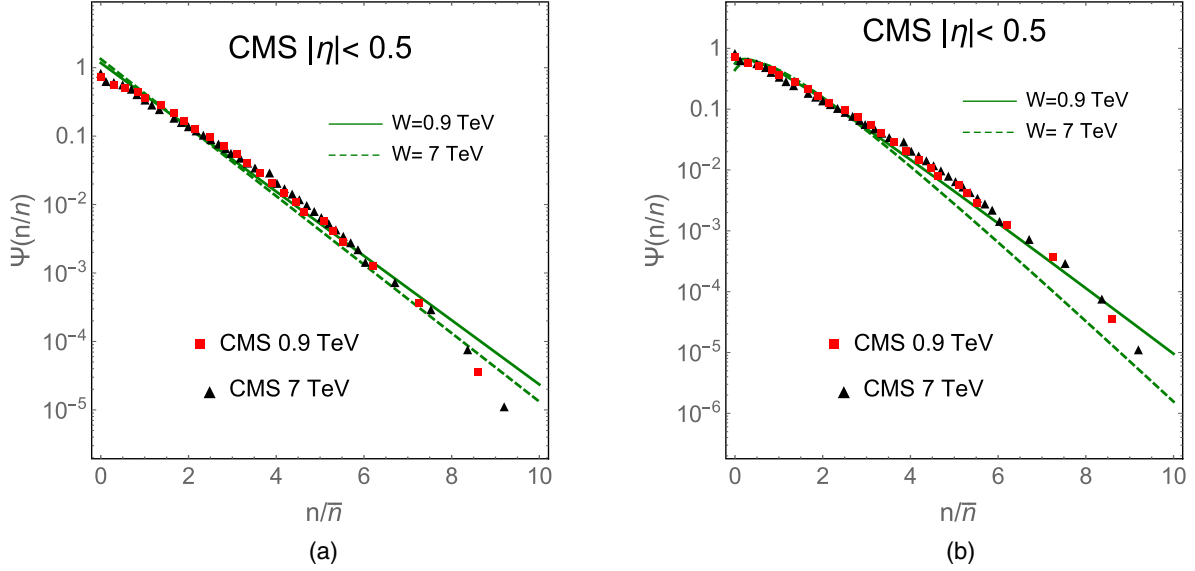 CMS |η|< 0.5
W=0.9 TeV
W= 7 TeV
CMS 0.9 TeV
CMS 7 TeV
1
0.1
10⁻²
10⁻³
10⁻⁴
10⁻⁵
Ψ(n/n̄)
0 2 4 6 8 10
n/n̄
(a)
CMS |η|< 0.5
W=0.9 TeV
W= 7 TeV
CMS 0.9 TeV
CMS 7 TeV
1
0.1
10⁻²
10⁻³
10⁻⁴
10⁻⁵
10⁻⁶
Ψ(n/n̄)
0 2 4 6 8 10
n/n̄
(b)